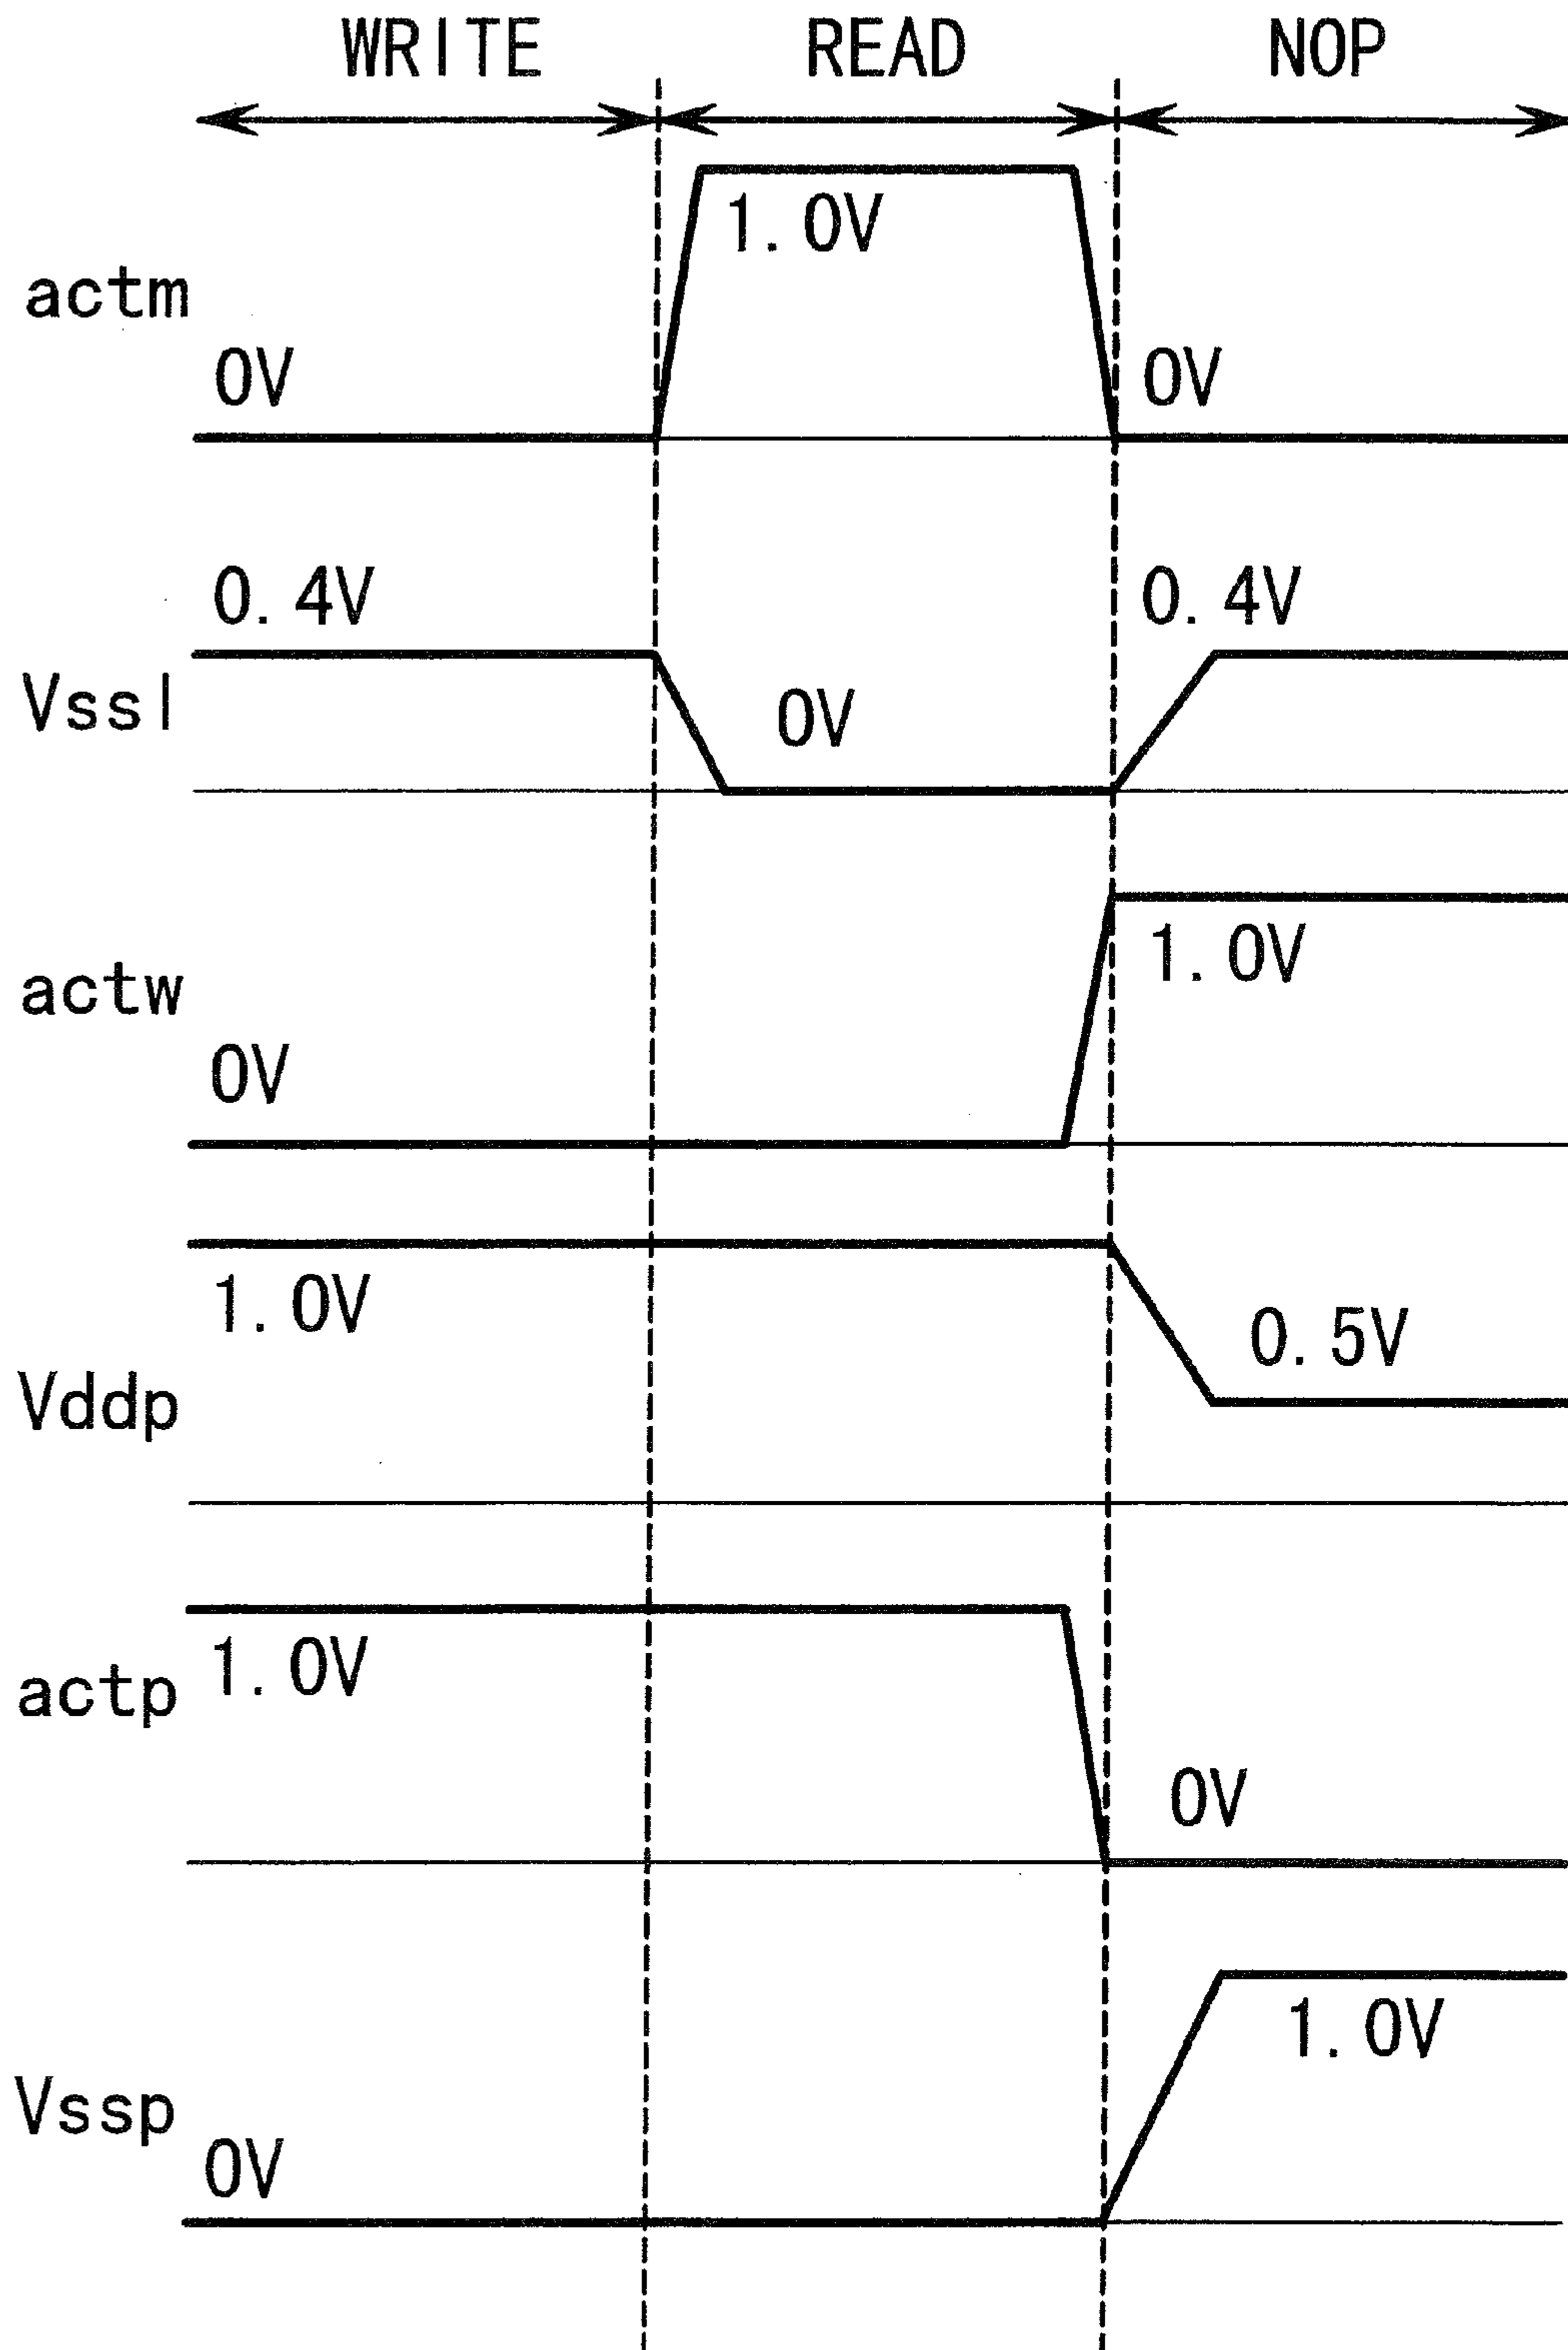 WRITE READ NOP
1.0V
actm
0V 0V
0.4V 0.4V
Vssl 0V
1.0V
actw
0V
1.0V
0.5V
Vddp
1.0V
actp
0V
1.0V
Vssp
0V